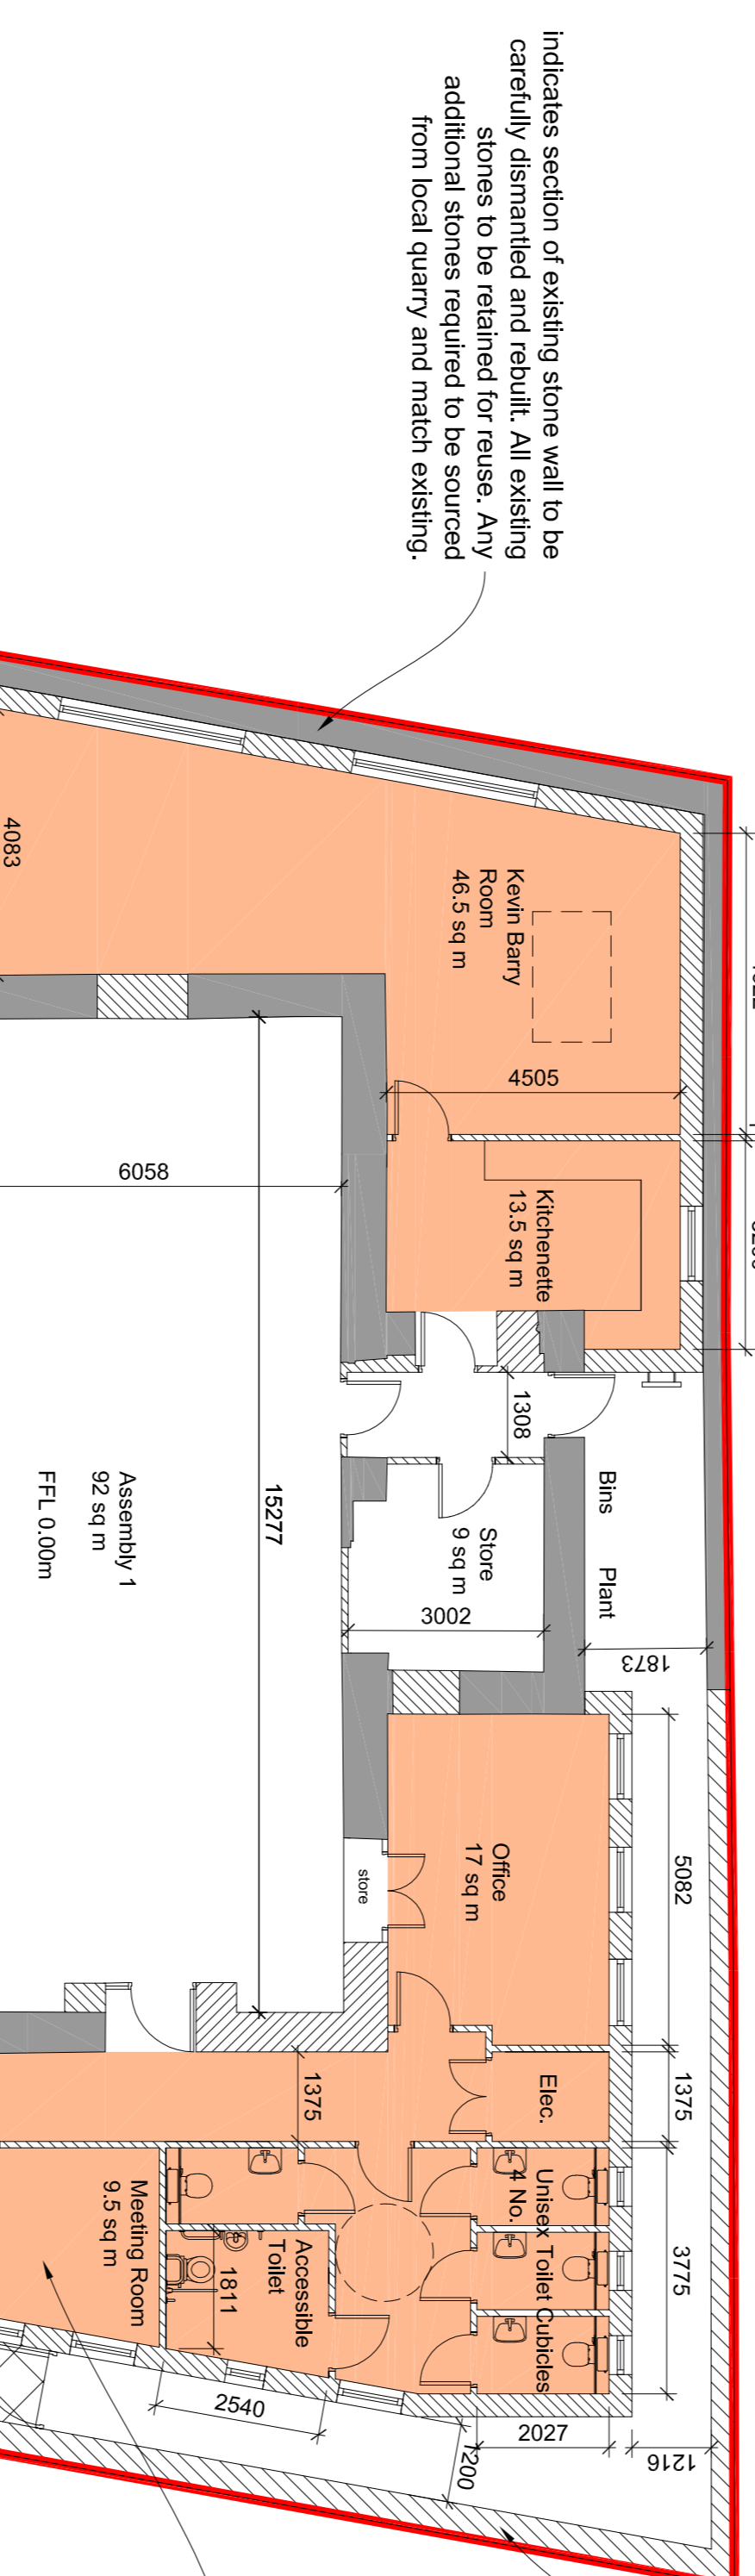 indicates section of existing stone wall to be
carefully dismantled and rebuilt. All existing
stones to be retained for reuse. Any
additional stones required to be sourced
from local quarry and match existing.
4083
Kevin Barry
Room
46.5 sq m
4505
Kitchenette
13.5 sq m
6058
15277
1308
Bins
Plant
Store
9 sq m
3002
1873
Assembly 1
92 sq m
FFL 0.00m
store
Office
17 sq m
5082
1375
Elec.
1375
Unisex Toilet Cubicles
4 No.
3775
Meeting Room
9.5 sq m
Accessible
Toilet
1811
2540
1200
2027
1216